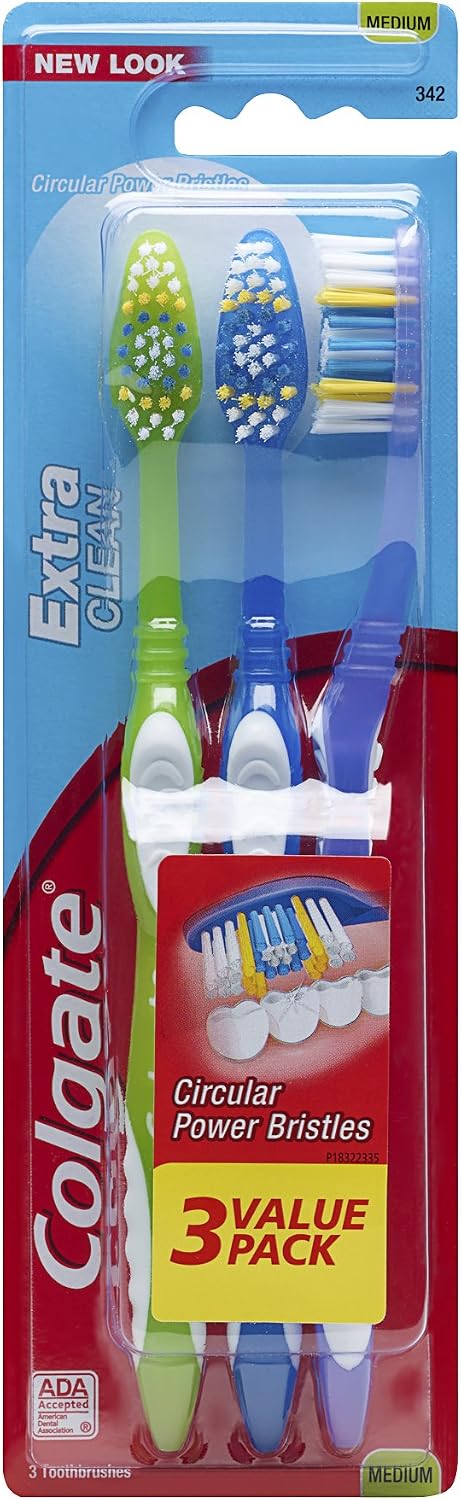 MEDIUM
NEW LOOK
342
Circular Power Bristles
Extra
CLEAN
Colgate®
Circular
Power Bristles
P18322335
3 VALUE
PACK
ADA
Accepted
American
Dental
Association ®
3 Toothbrushes
MEDIUM